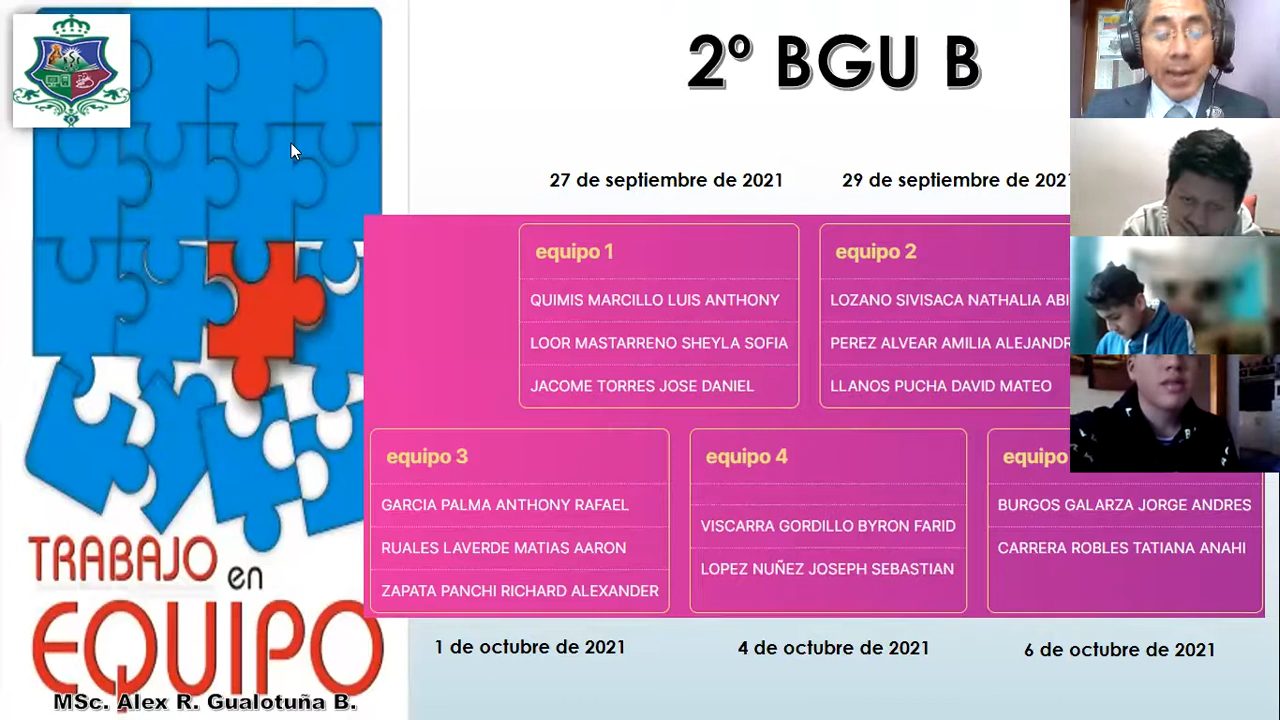 2º BGU B
27 de septiembre de 2021
29 de septiembre de 202
equipo 1
QUIMIS MARCILLO LUIS ANTHONY
LOOR MASTARRENO SHEYLA SOFIA
JACOME TORRES JOSE DANIEL
equipo 2
LOZANO SIVISACA NATHALIA ABI
PEREZ ALVEAR AMILIA ALEJANDR
LLANOS PUCHA DAVID MATEO
equipo 3
GARCIA PALMA ANTHONY RAFAEL
RUALES LAVERDE MATIAS AARON
ZAPATA PANCHI RICHARD ALEXANDER
equipo 4
VISCARRA GORDILLO BYRON FARID
LOPEZ NUÑEZ JOSEPH SEBASTIAN
equipo
BURGOS GALARZA JORGE ANDRES
CARRERA ROBLES TATIANA ANAHI
1 de octubre de 2021
4 de octubre de 2021
6 de octubre de 2021
TRABAJO en
EQUIPO
MSc. Alex R. Gualotuña B.